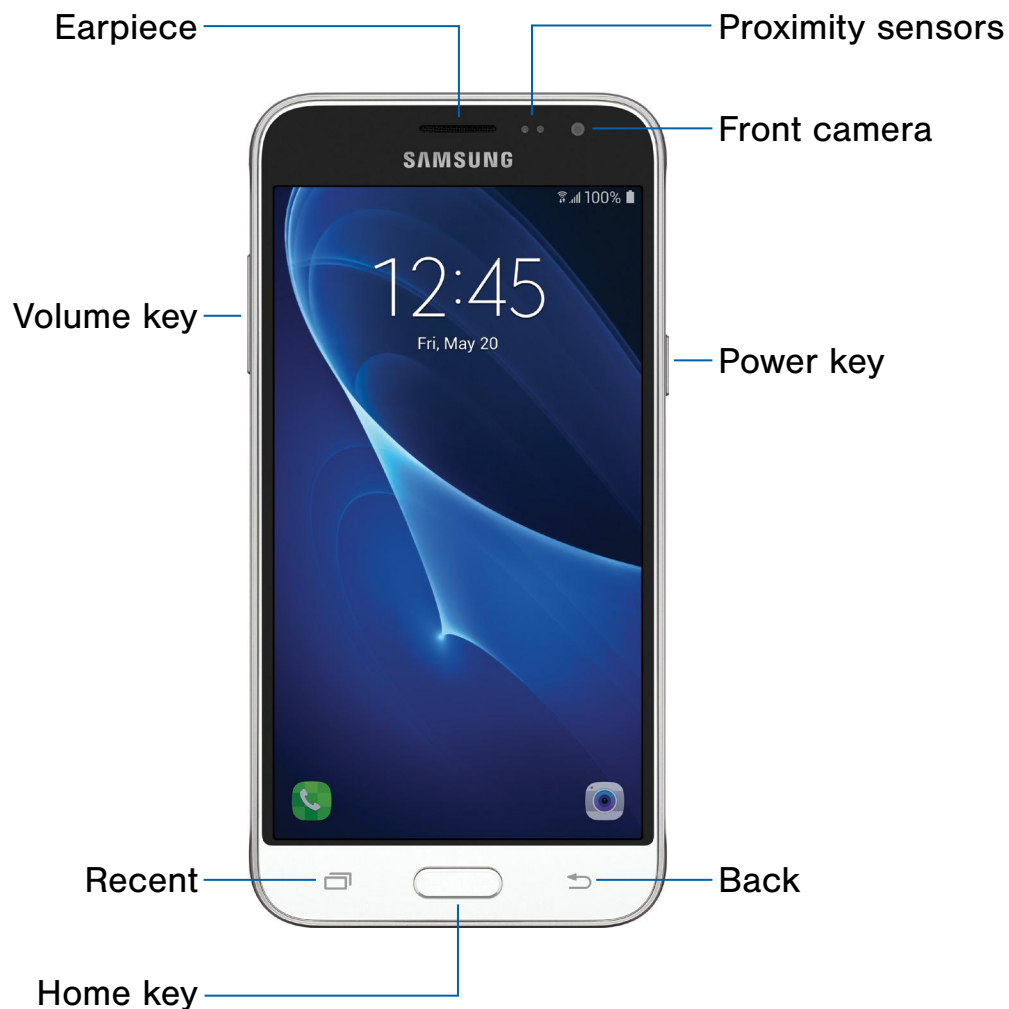 Earpiece
Proximity sensors
Front camera
SAMSUNG
100%
12:45
Fri, May 20
Volume key
Power key
Recent
Back
Home key